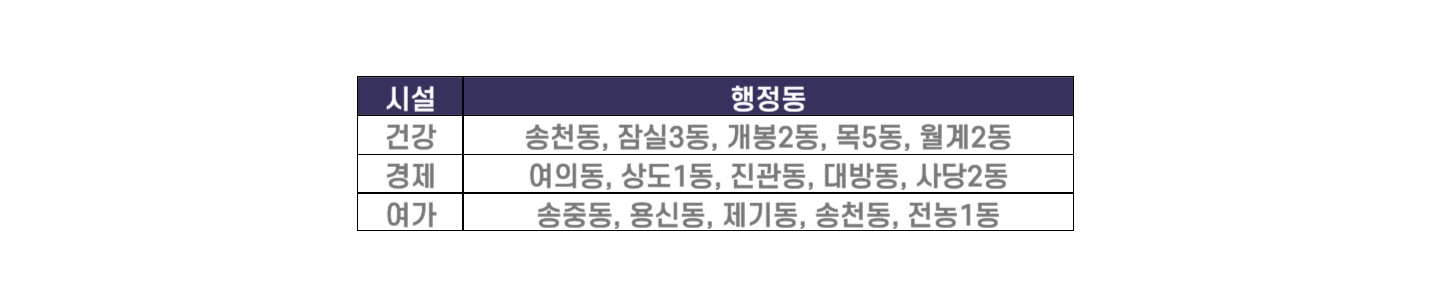 시설 행정동
건강 송천동, 잠실3동, 개봉2동, 목5동, 월계2동
경제 여의동, 상도1동, 진관동, 대방동, 사당2동
여가 송중동, 용신동, 제기동, 송천동, 전농1동